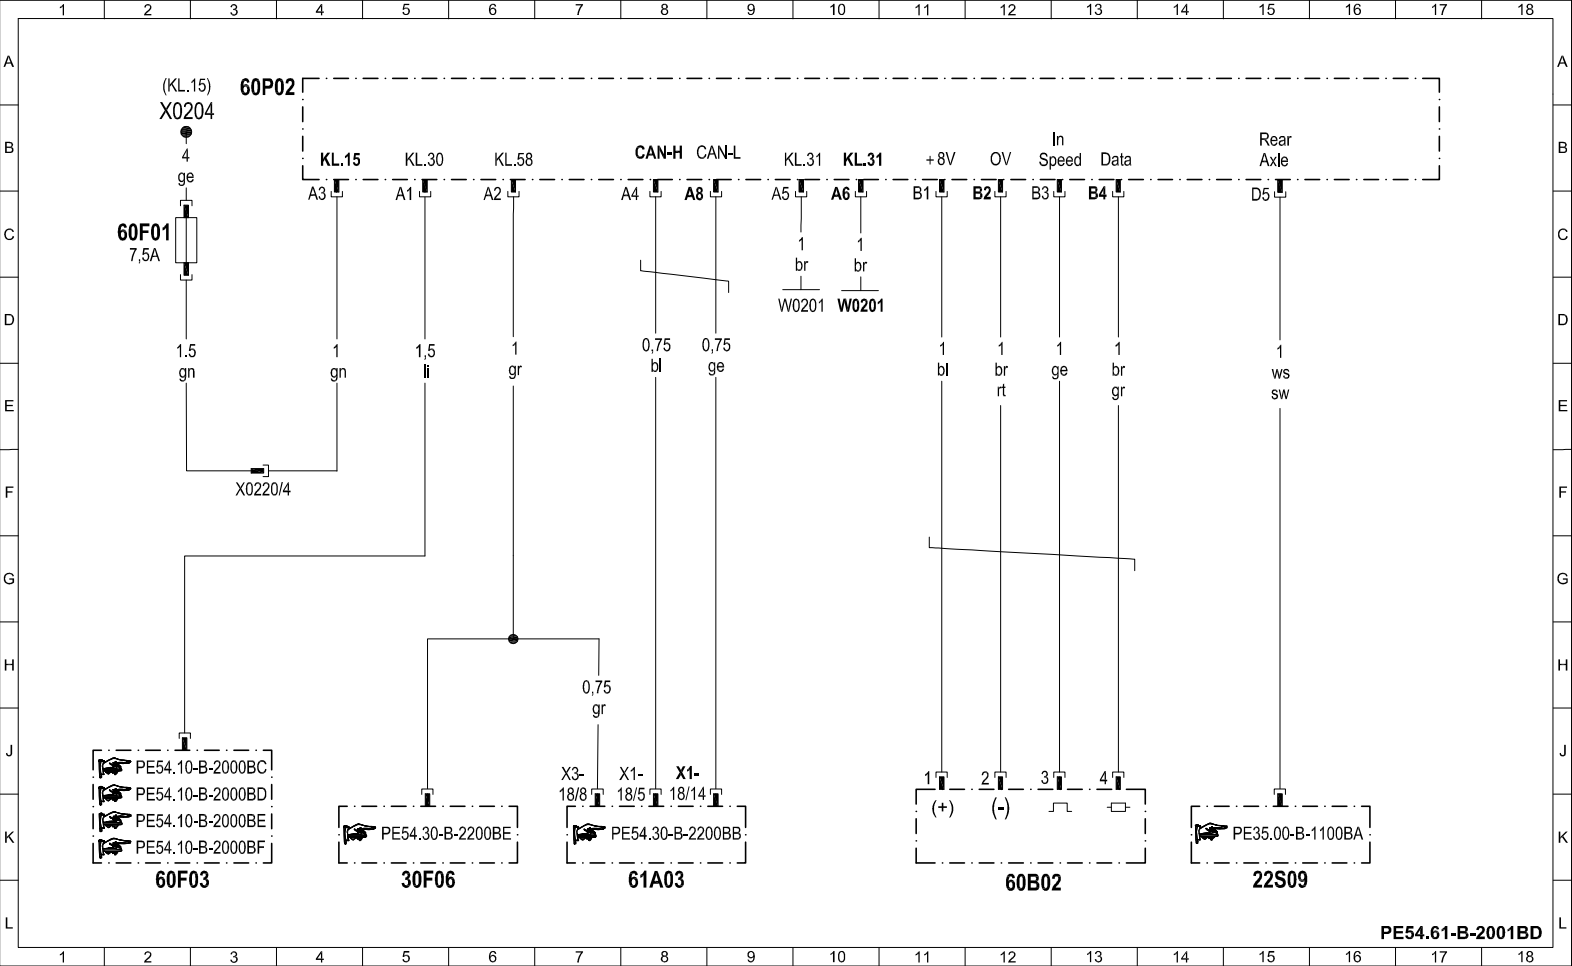 1 2 3 4 5 6 7 8 9 10 11 12 13 14 15 16 17 18
A A
(KL.15)
X0204
60P02
B B
4
ge
KL.15 KL.30 KL.58 CAN-H CAN-L KL.31 KL.31 +8V OV In Speed Data Rear Axle
A3 A1 A2 A4 A8 A5 A6 B1 B2 B3 B4 D5
C C
60F01
7,5A
1 1
br br
W0201 W0201
D D
1.5 1 1,5 1 0,75 0,75 1 1 1 1 1
gn gn li gr bl ge bl br ge br ws
rt gr sw
E E
X0220/4
F F
G G
H H
0,75
gr
J J
X3- X1- X1-
18/8 18/5 18/14
1 2 3 4
(+) (-)
PE54.10-B-2000BC
PE54.10-B-2000BD
PE54.10-B-2000BE
PE54.10-B-2000BF
K K
PE54.30-B-2200BE PE54.30-B-2200BB PE35.00-B-1100BA
60F03 30F06 61A03 60B02 22S09
L L
PE54.61-B-2001BD
1 2 3 4 5 6 7 8 9 10 11 12 13 14 15 16 17 18